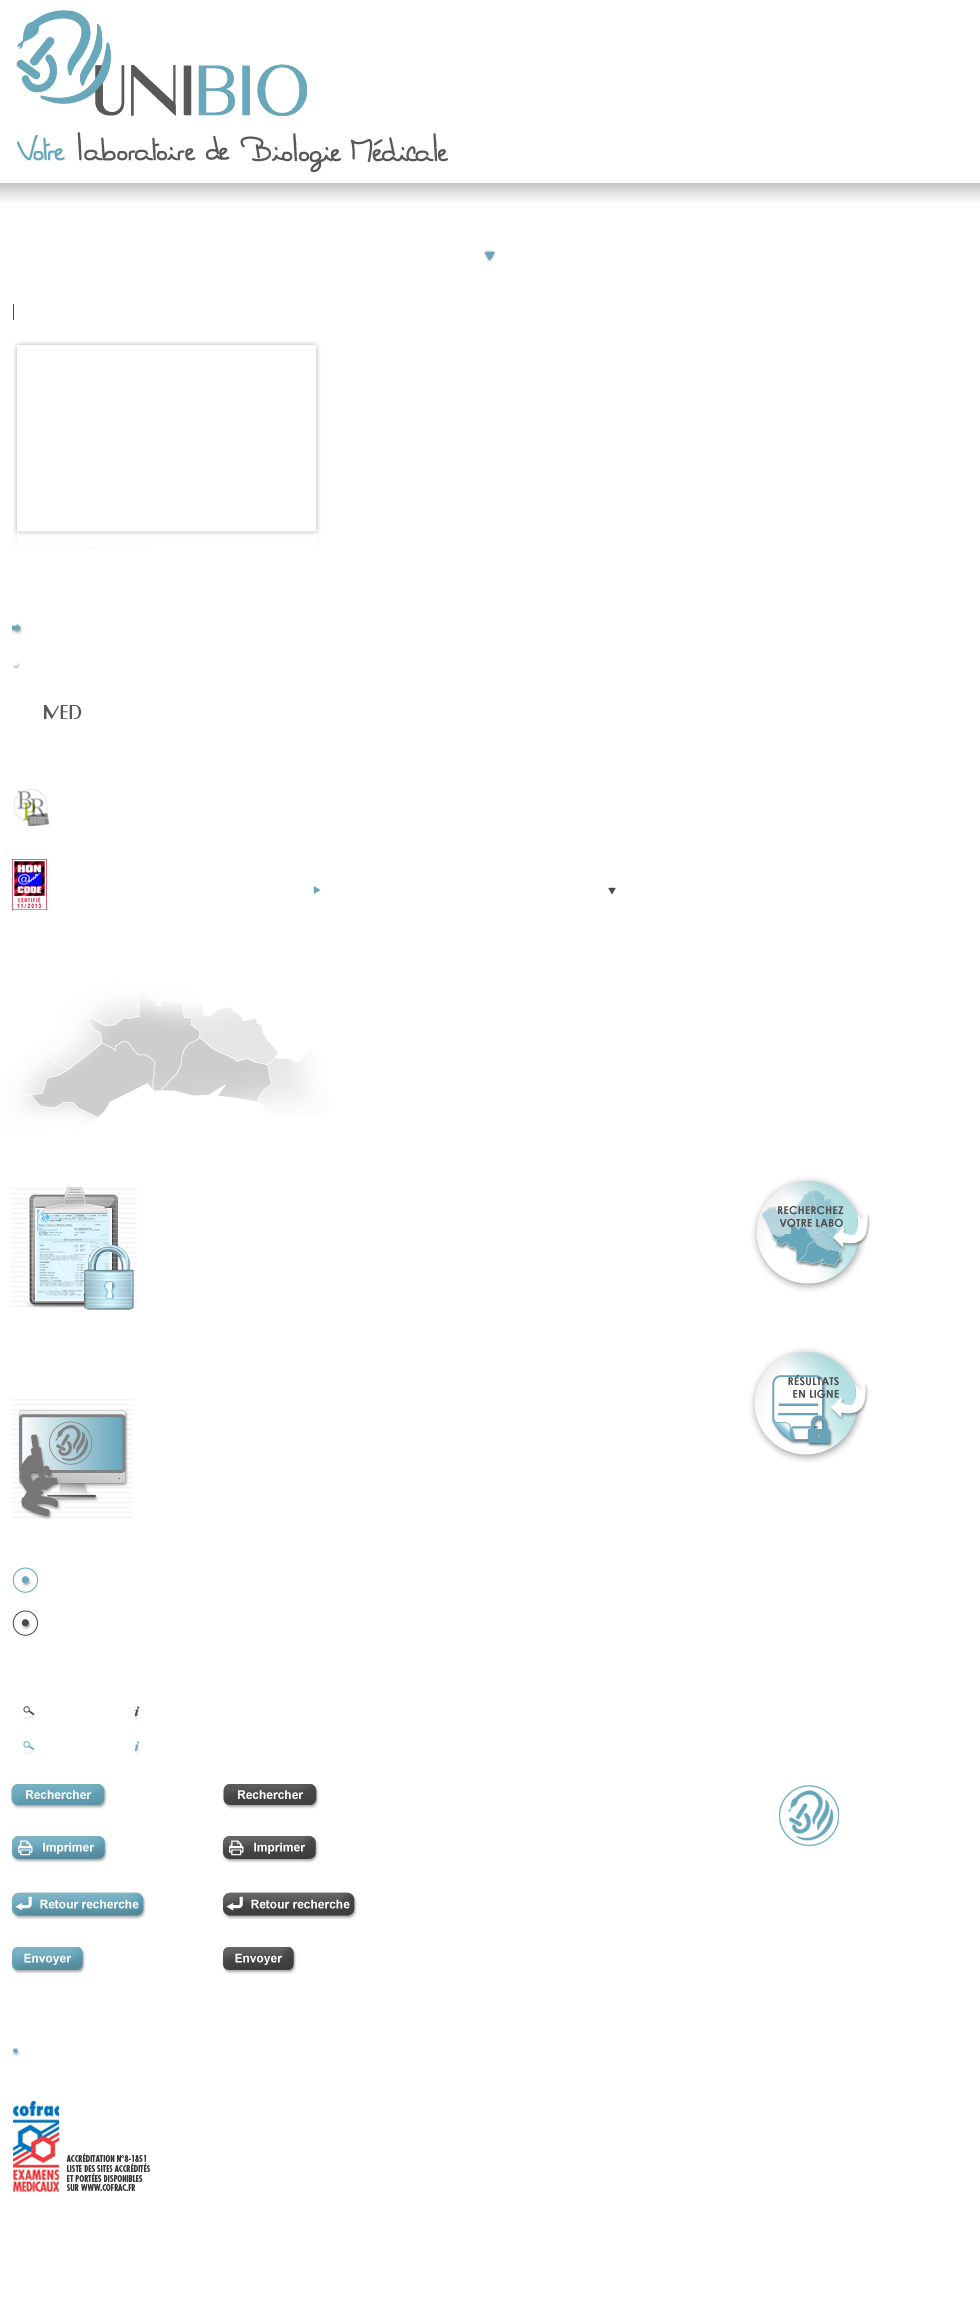 UNIBIO
Votre laboratoire de Biologie Médicale
MED
BPR
HON
@
CODE
CERTIFIÉ
11/2013
RECHERCHEZ
VOTRE LABO
RÉSULTATS
EN LIGNE
i
i
Rechercher Rechercher
Imprimer Imprimer
Retour recherche Retour recherche
Envoyer Envoyer
cofrac
EXAMENS
MEDICAUX
ACCRÉDITATION N°8-1851
LISTE DES SITES ACCRÉDITÉS
ET PORTÉES DISPONIBLES
SUR WWW.COFRAC.FR